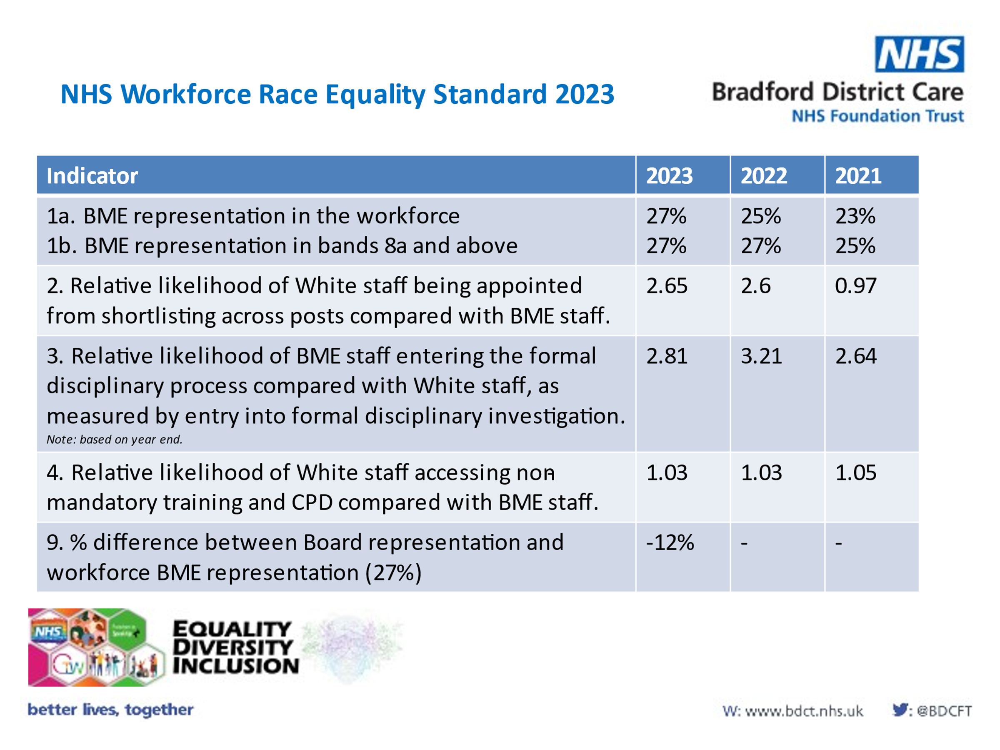 NHS
Bradford District Care
NHS Foundation Trust
NHS Workforce Race Equality Standard 2023
Indicator 2023 2022 2021
1a. BME representation in the workforce 27% 25% 23%
1b. BME representation in bands 8a and above 27% 27% 25%
2. Relative likelihood of White staff being appointed 2.65 2.6 0.97
from shortlisting across posts compared with BME staff.
3. Relative likelihood of BME staff entering the formal 2.81 3.21 2.64
disciplinary process compared with White staff, as
measured by entry into formal disciplinary investigation.
Note: based on year end.
4. Relative likelihood of White staff accessing non- 1.03 1.03 1.05
mandatory training and CPD compared with BME staff.
9. % difference between Board representation and -12% - -
workforce BME representation (27%)
NHS
EQUALITY
DIVERSITY
INCLUSION
better lives, together
W: www.bdct.nhs.uk : @BDCFT